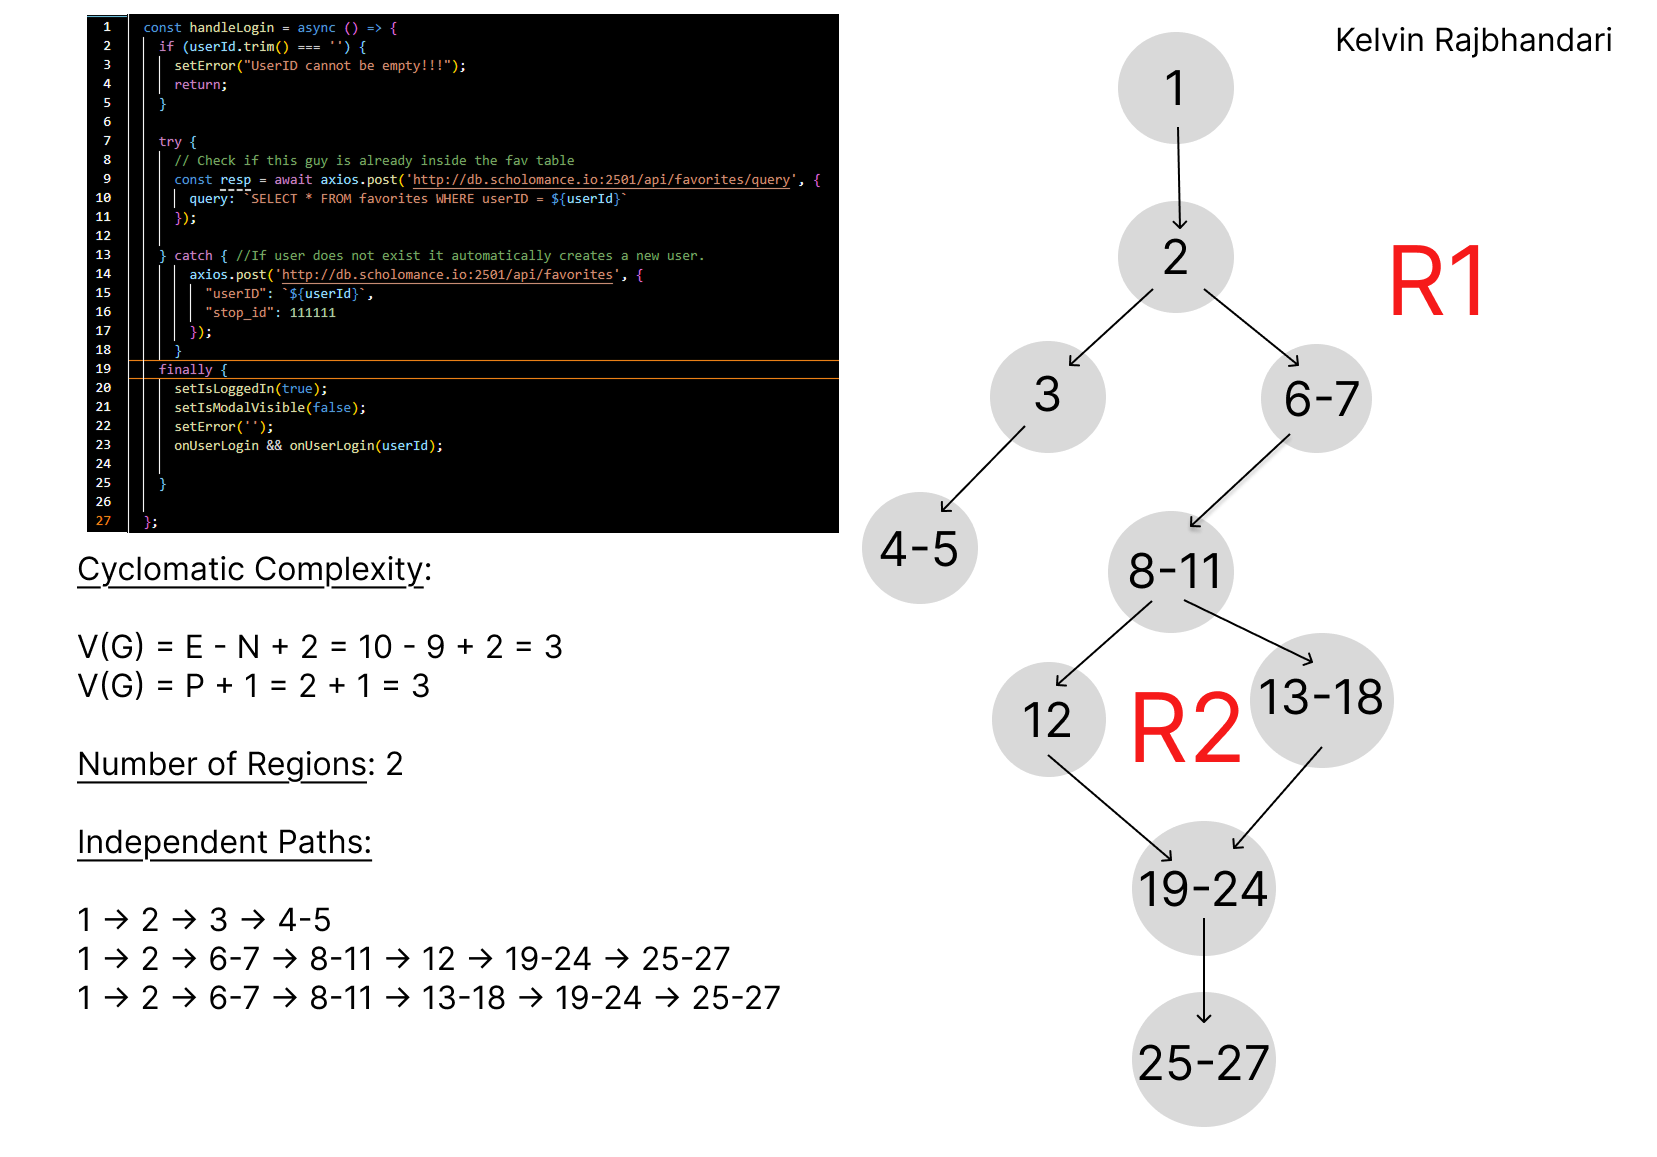 Kelvin Rajbhandari
1 const handleLogin = async () => {
2 if (userId.trim() === '') {
3 setError("UserID cannot be empty!!!");
4 return;
5 }
6
7 try {
8 // Check if this guy is already inside the fav table
9 const resp = await axios.post('http://db.scholomance.io:2501/api/favorites/query', {
10 query: `SELECT * FROM favorites WHERE userID = ${userId}`
11 });
12
13 } catch { //If user does not exist it automatically creates a new user.
14 axios.post('http://db.scholomance.io:2501/api/favorites', {
15 "userID": `${userId}`,
16 "stop_id": 111111
17 });
18 }
19 finally {
20 setIsLoggedIn(true);
21 setIsModalVisible(false);
22 setError('');
23 onUserLogin && onUserLogin(userId);
24
25 }
26
27 };
Cyclomatic Complexity:
V(G) = E - N + 2 = 10 - 9 + 2 = 3
V(G) = P + 1 = 2 + 1 = 3
Number of Regions: 2
Independent Paths:
1 → 2 → 3 → 4-5
1 → 2 → 6-7 → 8-11 → 12 → 19-24 → 25-27
1 → 2 → 6-7 → 8-11 → 13-18 → 19-24 → 25-27
1
2
R1
3
6-7
4-5
8-11
12
R2
13-18
19-24
25-27